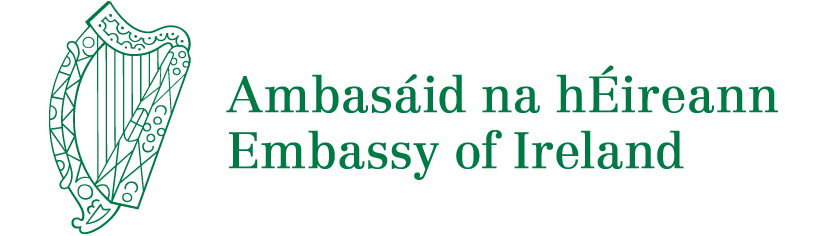 Ambasáid na hÉireann
Embassy of Ireland